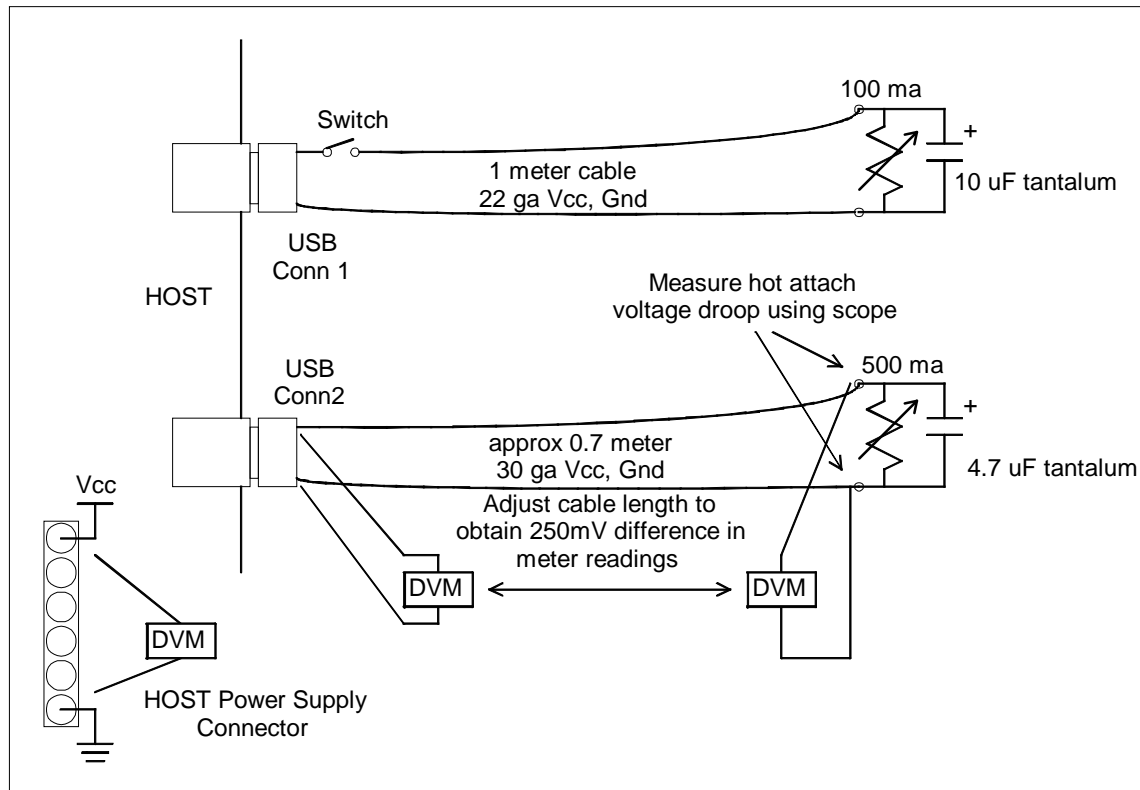 100 ma
Switch
+
1 meter cable
22 ga Vcc, Gnd
10 uF tantalum
USB
Conn 1
HOST
Measure hot attach
voltage droop using scope
USB
Conn2
500 ma
+
approx 0.7 meter
30 ga Vcc, Gnd
4.7 uF tantalum
Vcc
Adjust cable length to
obtain 250mV difference in
meter readings
DVM
DVM
DVM
HOST Power Supply
Connector